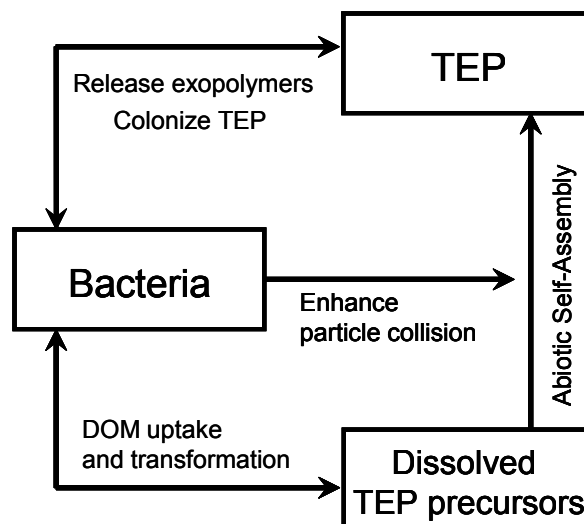 TEP
Release exopolymers
Colonize TEP
Bacteria
Enhance
particle collision
Abiotic Self-Assembly
DOM uptake
and transformation
Dissolved
TEP precursors